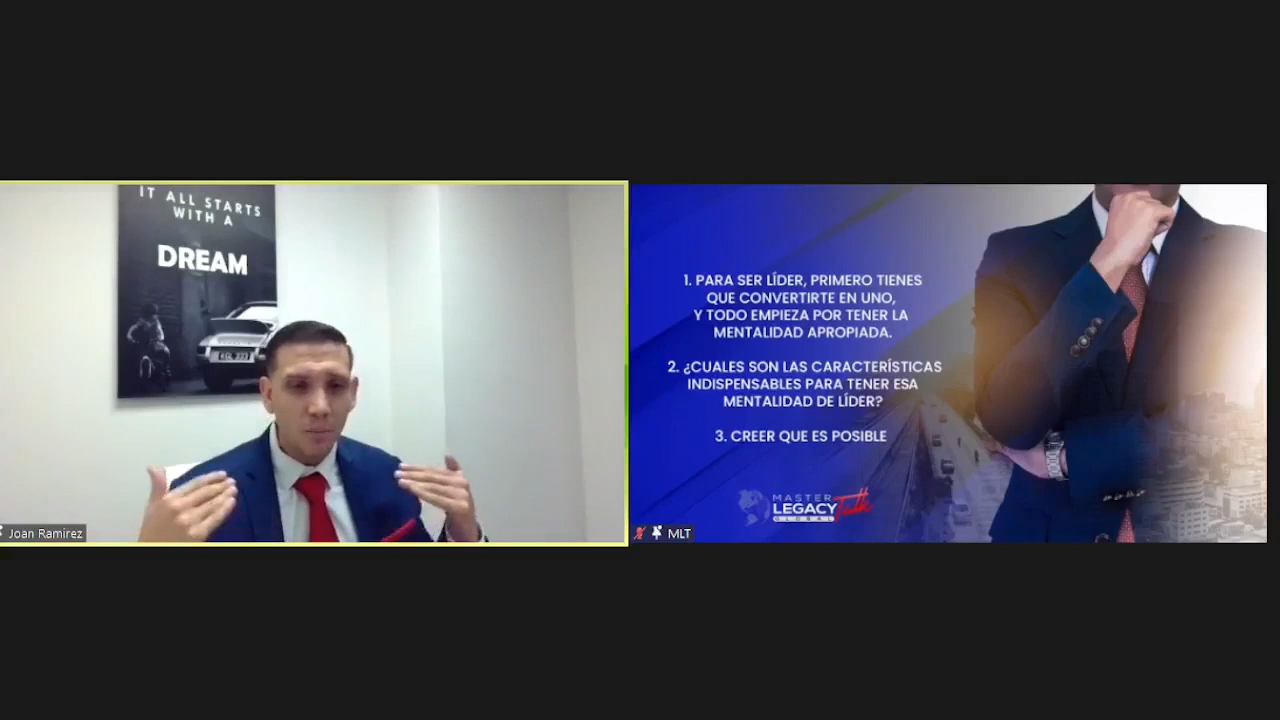 IT ALL STARTS
WITH A
DREAM
Joan Ramirez
1. PARA SER LÍDER, PRIMERO TIENES
QUE CONVERTIRTE EN UNO,
Y TODO EMPIEZA POR TENER LA
MENTALIDAD APROPIADA.
2. ¿CUALES SON LAS CARACTERÍSTICAS
INDISPENSABLES PARA TENER ESA
MENTALIDAD DE LÍDER?
3. CREER QUE ES POSIBLE
MASTER
LEGACY Talk
GLOBAL
MLT